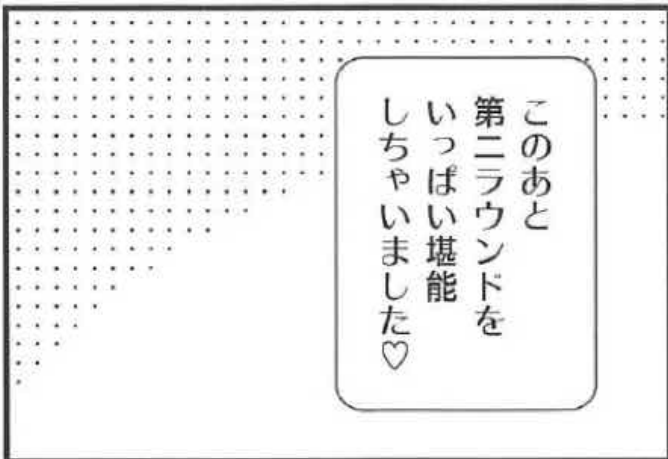 このあと
第二ラウンドを
いっぱい堪能
しちゃいました♡